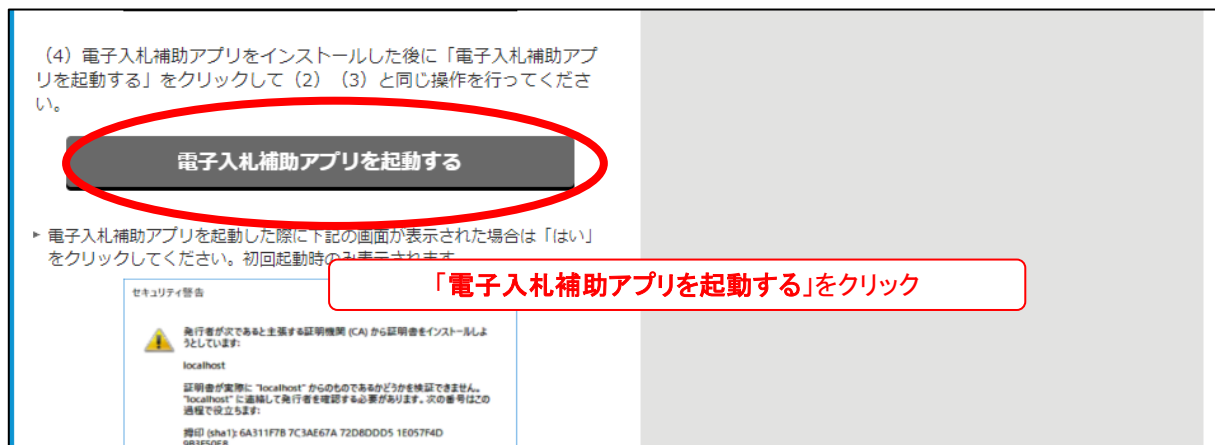 （4）電子入札補助アプリをインストールした後に「電子入札補助アプ
リを起動する」をクリックして（2）（3）と同じ操作を行ってくださ
い。
電子入札補助アプリを起動する
電子入札補助アプリを起動した際に下記の画面が表示された場合は「はい」
をクリックしてください。初回起動時のみ表示されます
「電子入札補助アプリを起動する」をクリック
セキュリティ警告
発行者が次であると主張する証明機関 (CA) から証明書をインストールしよ
うとしています:
localhost
証明書が実際に "localhost" からのものであるかどうかを検証できません。
"localhost" に連絡して発行者を確認する必要があります。次の番号はこの
過程で役立ちます:
拇印 (sha1): 6A311F7B 7C3AE67A 72D8DDD5 1E057F4D